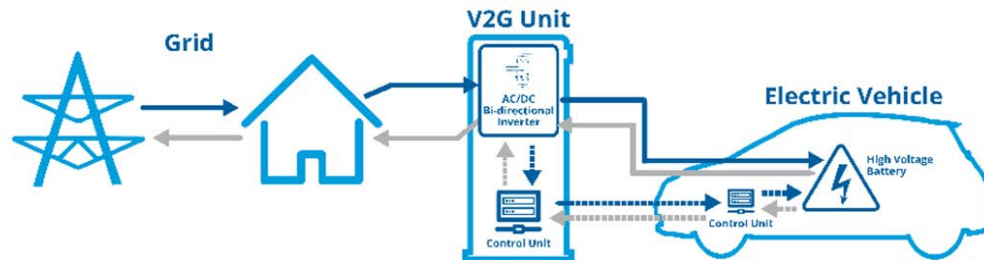 V2G Unit
Grid
AC/DC
Bi-directional
Inverter
Electric Vehicle
High Voltage
Battery
Control Unit
Control Unit